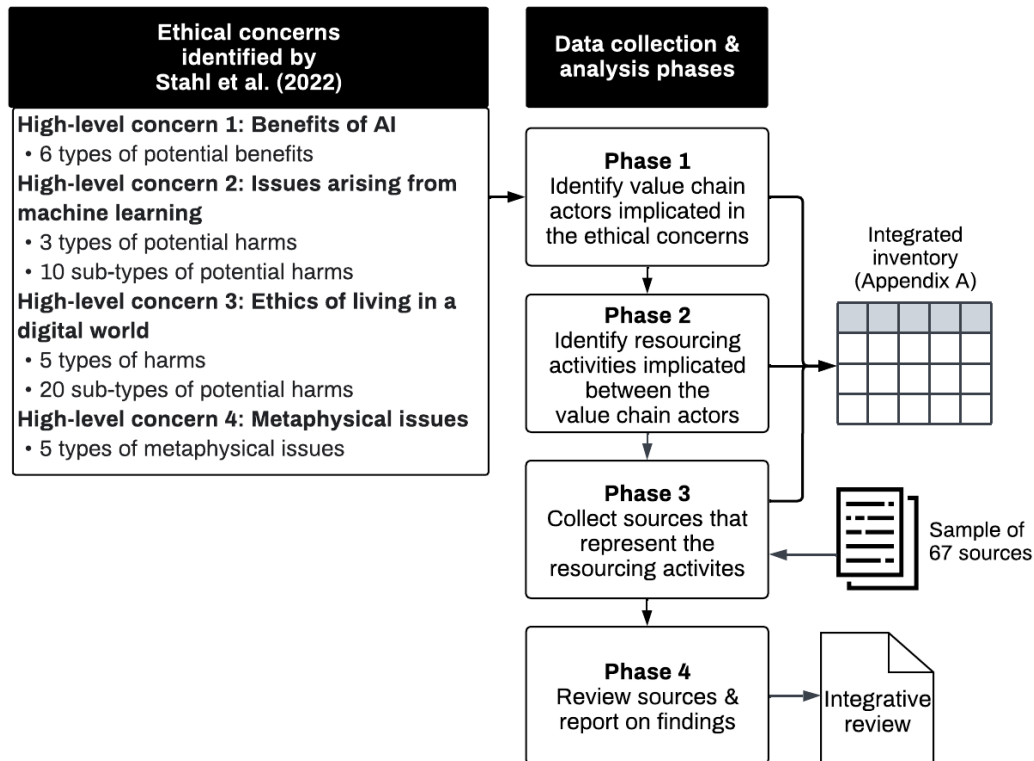 Ethical concerns
identified by
Stahl et al. (2022)
High-level concern 1: Benefits of AI
• 6 types of potential benefits
High-level concern 2: Issues arising from
machine learning
• 3 types of potential harms
• 10 sub-types of potential harms
High-level concern 3: Ethics of living in a
digital world
• 5 types of harms
• 20 sub-types of potential harms
High-level concern 4: Metaphysical issues
• 5 types of metaphysical issues
Data collection &
analysis phases
Phase 1
Identify value chain
actors implicated in
the ethical concerns
Phase 2
Identify resourcing
activities implicated
between the
value chain actors
Phase 3
Collect sources that
represent the
resourcing activites
Phase 4
Review sources &
report on findings
Integrated
inventory
(Appendix A)
Sample of
67 sources
Integrative
review